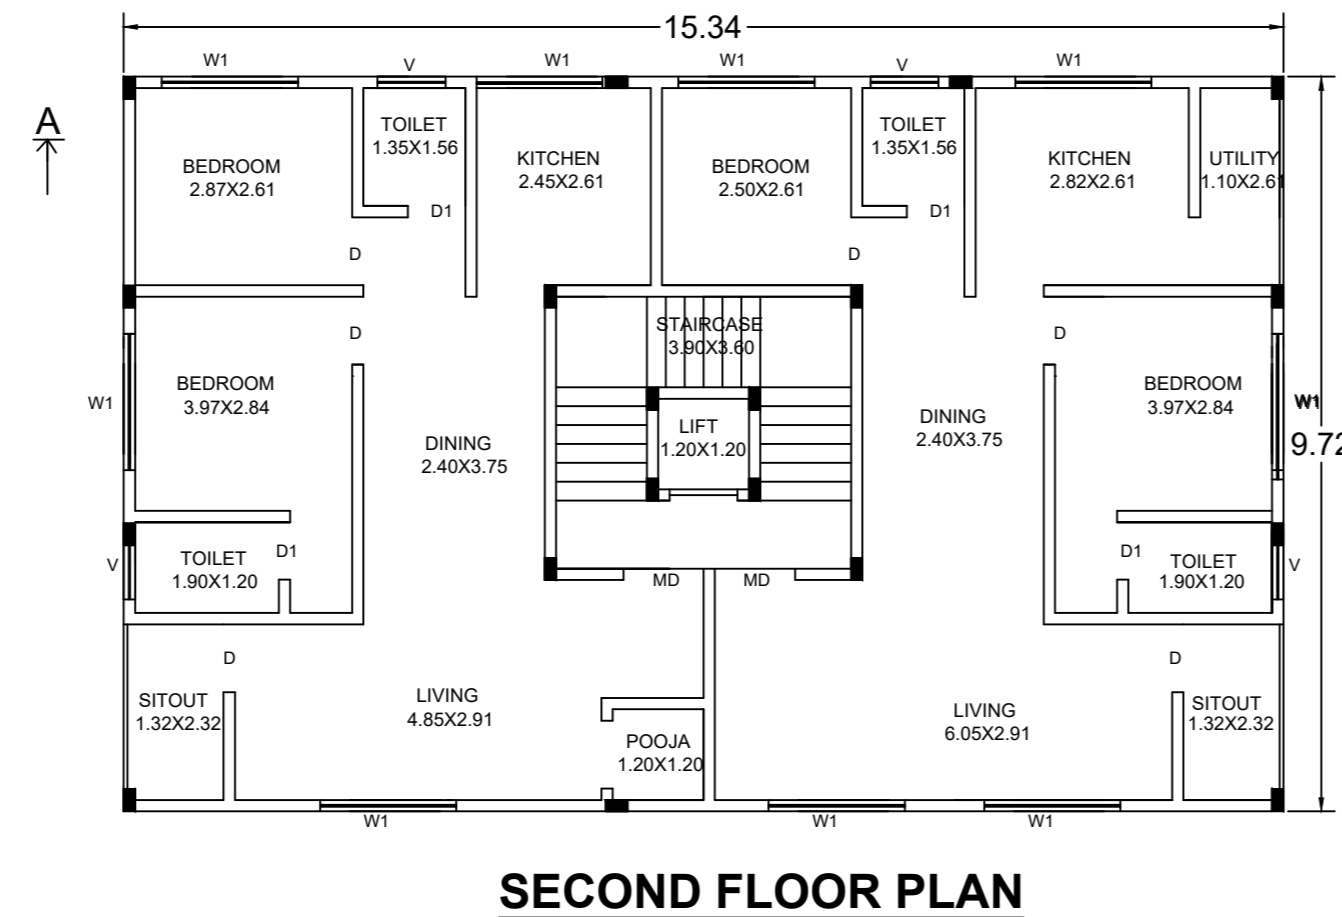 15.34
W1
V
W1
W1
V
W1
A
BEDROOM
2.87X2.61
TOILET
1.35X1.56
D1
KITCHEN
2.45X2.61
BEDROOM
2.50X2.61
TOILET
1.35X1.56
D1
KITCHEN
2.82X2.61
UTILITY
1.10X2.61
D
D
D
STAIRCASE
3.90X3.60
D
W1
BEDROOM
3.97X2.84
DINING
2.40X3.75
LIFT
1.20X1.20
DINING
2.40X3.75
BEDROOM
3.97X2.84
W1
9.72
V
TOILET
1.90X1.20
D1
MD
MD
D1
TOILET
1.90X1.20
V
D
D
SITOUT
1.32X2.32
LIVING
4.85X2.91
POOJA
1.20X1.20
LIVING
6.05X2.91
SITOUT
1.32X2.32
W1
W1
W1
SECOND FLOOR PLAN